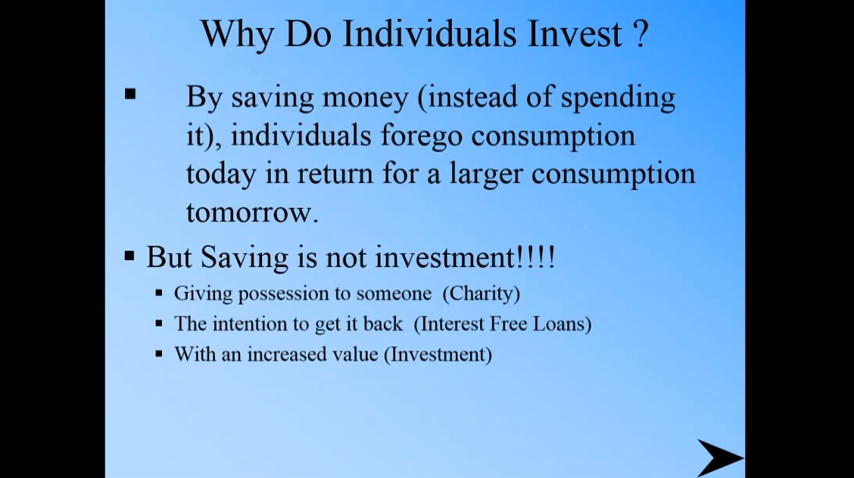 Why Do Individuals Invest ?
By saving money (instead of spending
it), individuals forego consumption
today in return for a larger consumption
tomorrow.
But Saving is not investment!!!!
Giving possession to someone (Charity)
The intention to get it back (Interest Free Loans)
With an increased value (Investment)